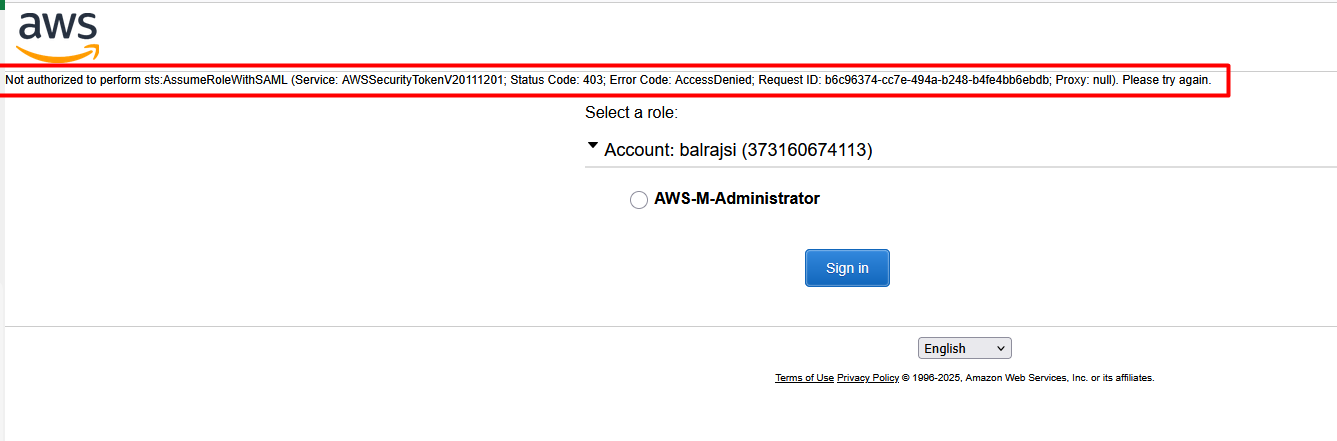 aws
Not authorized to perform sts:AssumeRoleWithSAML (Service: AWSSecurityTokenV20111201; Status Code: 403; Error Code: AccessDenied; Request ID: b6c96374-cc7e-494a-b248-b4fe4bb6ebdb; Proxy: null). Please try again.
Select a role:
Account: balrajsi (373160674113)
AWS-M-Administrator
Sign in
English
Terms of Use Privacy Policy © 1996-2025, Amazon Web Services, Inc. or its affiliates.